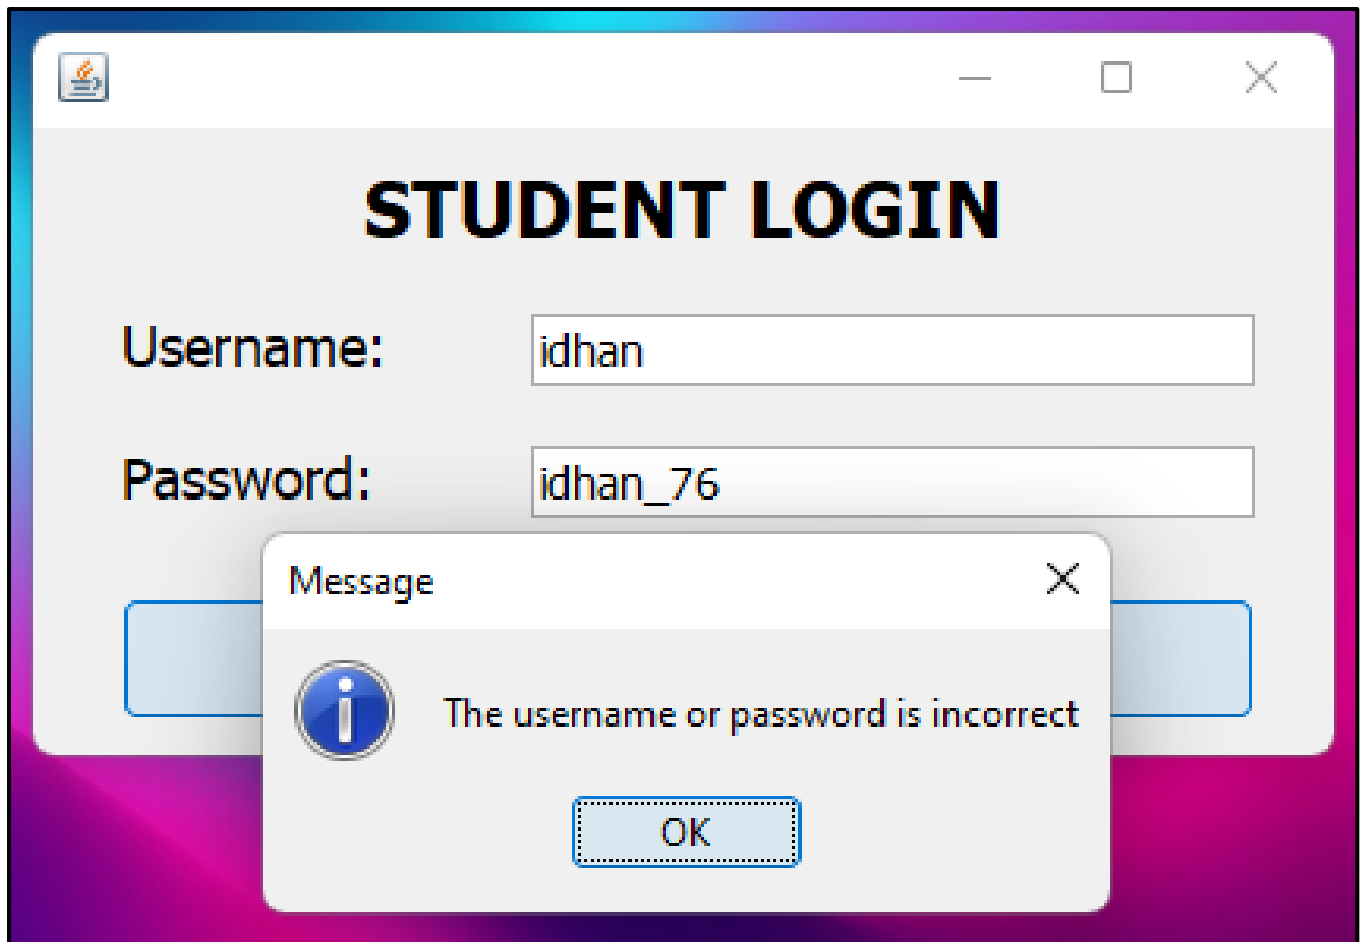 STUDENT LOGIN
Username: idhan
Password: idhan_76
Message
The username or password is incorrect
OK